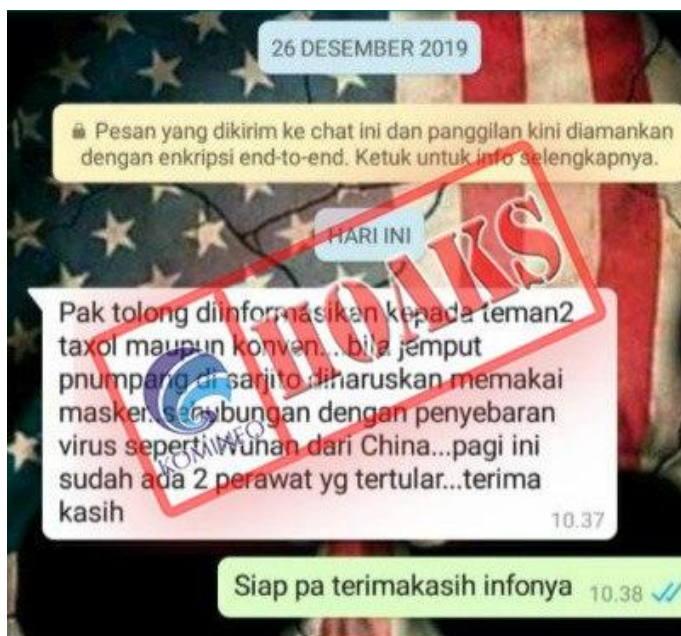 26 DESEMBER 2019
Pesan yang dikirim ke chat ini dan panggilan kini diamankan
dengan enkripsi end-to-end. Ketuk untuk info selengkapnya.
HARI INI
HOAKS
Pak tolong diinformasikan kepada teman2
taxol maupun konven...bila jemput
pnumpang di sarjito diharuskan memakai
masker..sehubungan dengan penyebaran
virus seperti wuhan dari China...pagi ini
sudah ada 2 perawat yg tertular...terima
kasih
10.37
KOMINFO
Siap pa terimakasih infonya 10.38